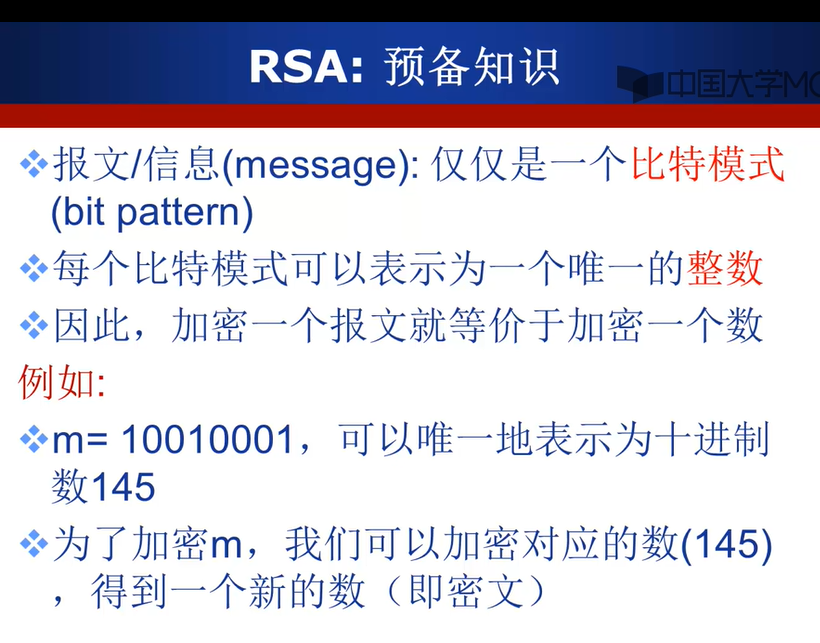 RSA: 预备知识
中国大学MO
报文/信息(message): 仅仅是一个比特模式
(bit pattern)
每个比特模式可以表示为一个唯一的整数
因此，加密一个报文就等价于加密一个数
例如:
m= 10010001，可以唯一地表示为十进制
数145
为了加密m，我们可以加密对应的数(145)
，得到一个新的数（即密文）